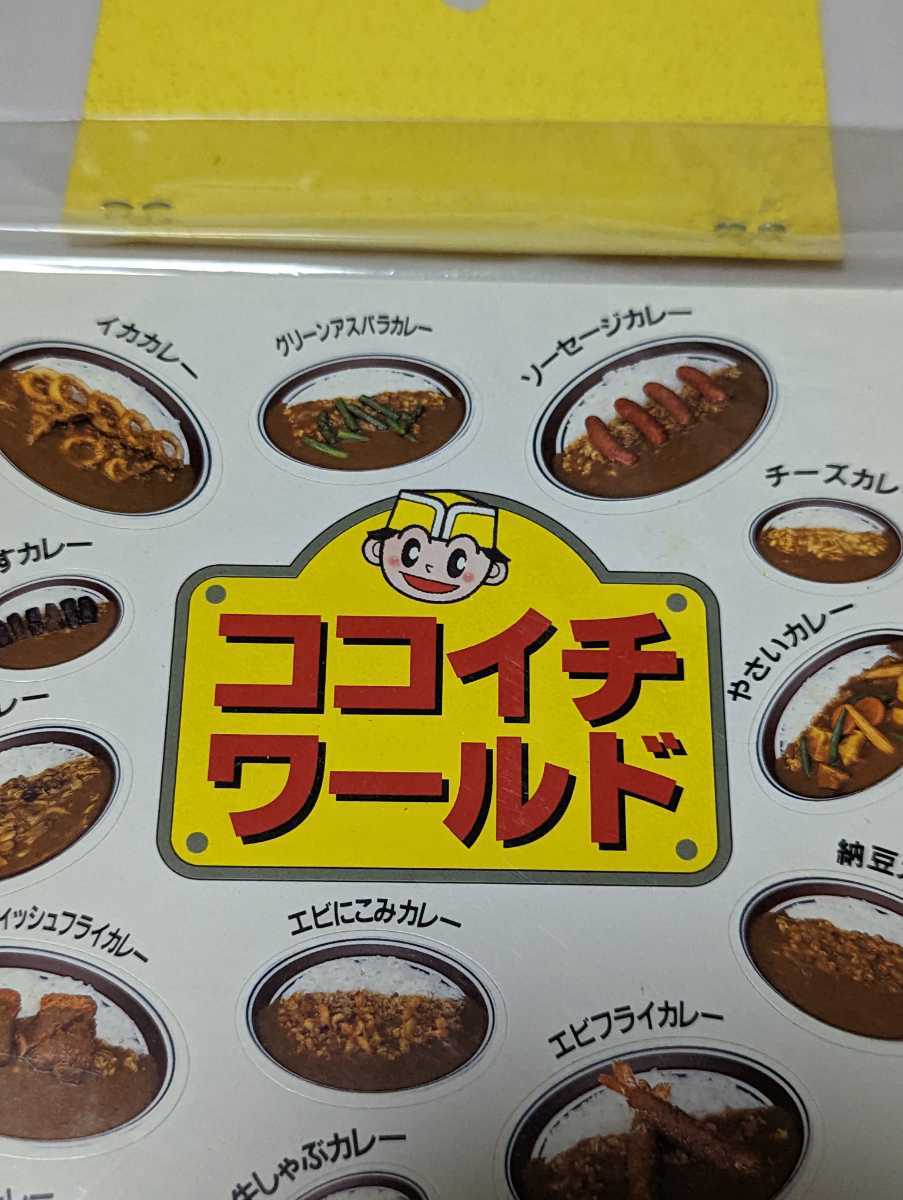 イカカレー
グリーンアスパラカレー
ソーセージカレー
チーズカレ
すカレー
ココイチ
ワールド
やさいカレー
レー
納豆
ィッシュフライカレー
エビにこみカレー
エビフライカレー
牛しゃぶカレー
レー